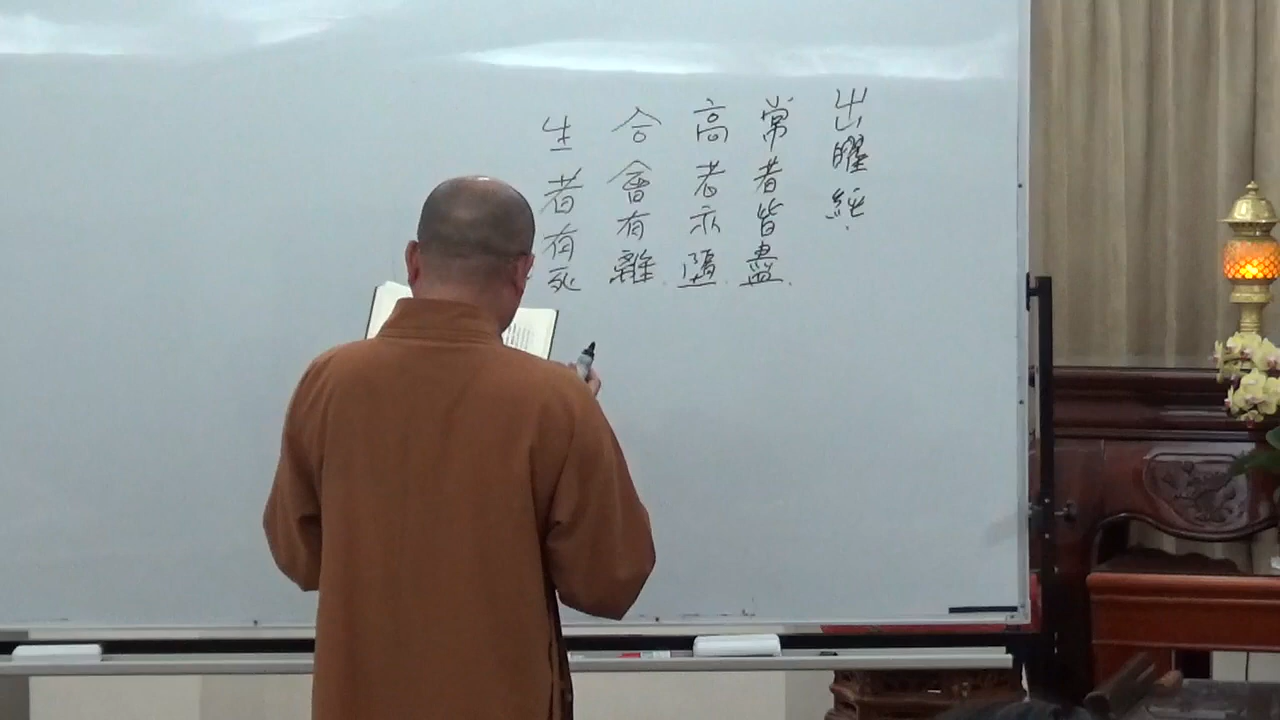 出曜經
常者皆盡
高者亦墮
合會有離
生者有死